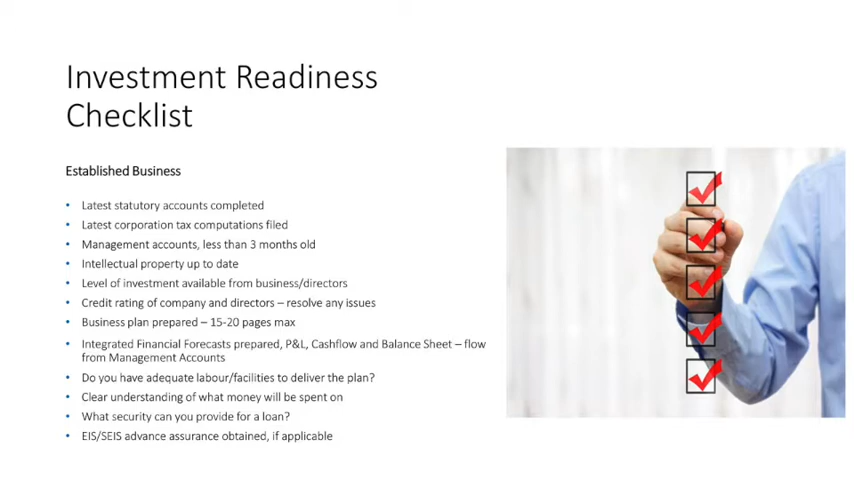 Investment Readiness
Checklist
Established Business
• Latest statutory accounts completed
• Latest corporation tax computations filed
• Management accounts, less than 3 months old
• Intellectual property up to date
• Level of investment available from business/directors
• Credit rating of company and directors – resolve any issues
• Business plan prepared – 15-20 pages max
• Integrated Financial Forecasts prepared, P&L, Cashflow and Balance Sheet – flow
from Management Accounts
• Do you have adequate labour/facilities to deliver the plan?
• Clear understanding of what money will be spent on
• What security can you provide for a loan?
• EIS/SEIS advance assurance obtained, if applicable